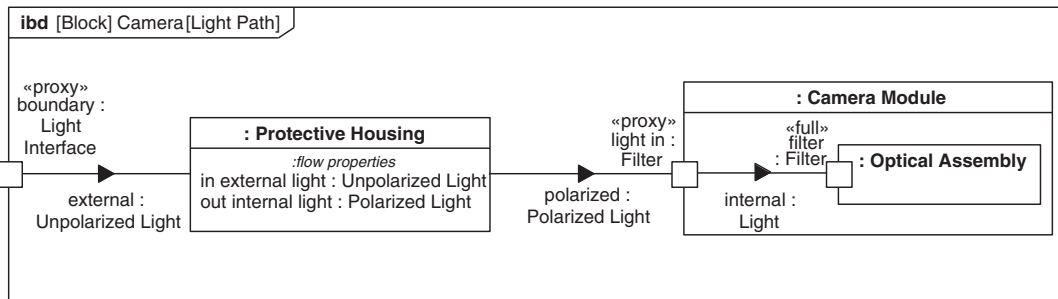 ibd [Block] Camera[Light Path]
«proxy»
boundary :
Light
Interface
external :
Unpolarized Light
: Protective Housing
:flow properties
in external light : Unpolarized Light
out internal light : Polarized Light
polarized :
Polarized Light
«proxy»
light in :
Filter
: Camera Module
internal :
Light
«full»
filter
: Filter
: Optical Assembly